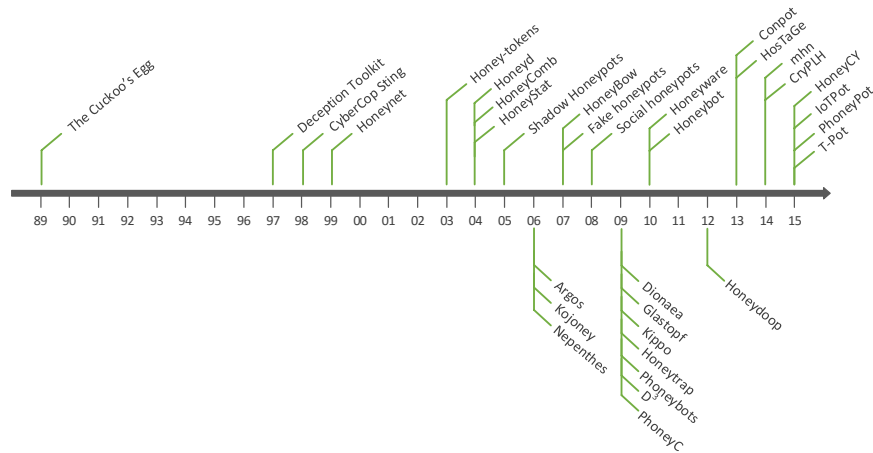 The Cuckoo's Egg
Deception Toolkit
CyberCop Sting
Honeynet
Honey-tokens
Honeyd
HoneyComb
HoneyStat
Shadow Honeypots
HoneyBow
Fake honeypots
Social honeypots
Honeyware
Honeybot
Conpot
HosTaGe
mhn
CryPLH
HoneyCY
IoTPot
PhoneyPot
T-Pot
89 90 91 92 93 94 95 96 97 98 99 00 01 02 03 04 05 06 07 08 09 10 11 12 13 14 15
Argos
Kojoney
Nepenthes
Dionaea
Glastopf
Kippo
Honeytrap
Phoneybots
D³
PhoneyC
Honeydoop